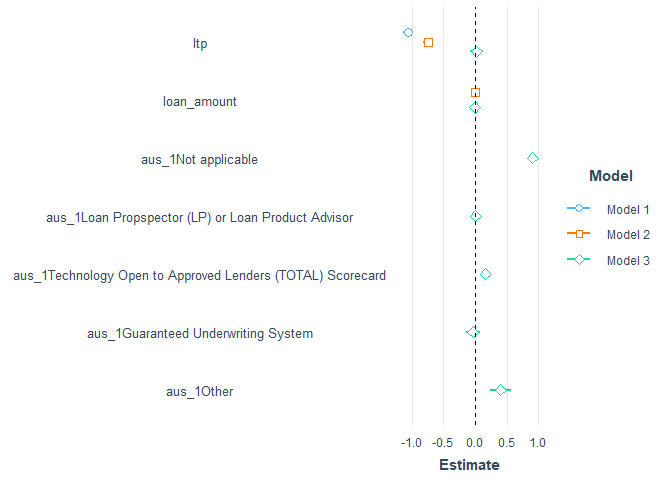 ltp
loan_amount
aus_1Not applicable
aus_1Loan Propspector (LP) or Loan Product Advisor
aus_1Technology Open to Approved Lenders (TOTAL) Scorecard
aus_1Guaranteed Underwriting System
aus_1Other
-1.0 -0.5 0.0 0.5 1.0
Estimate
Model
Model 1
Model 2
Model 3